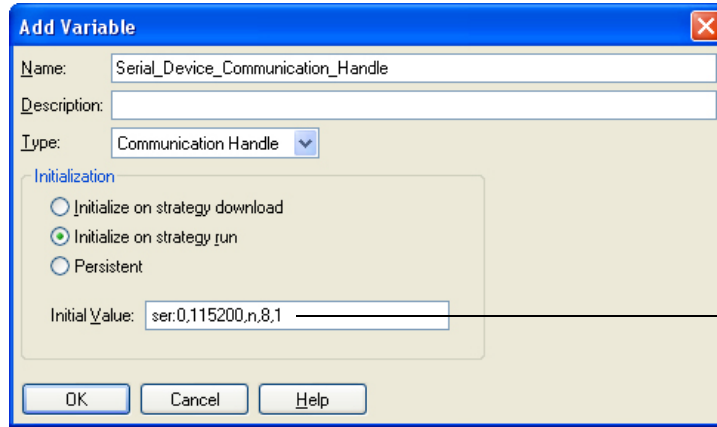 Add Variable
Name: Serial_Device_Communication_Handle
Description:
Type: Communication Handle
Initialization
Initialize on strategy download
Initialize on strategy run
Persistent
Initial Value: ser:0,115200,n,8,1
OK Cancel Help